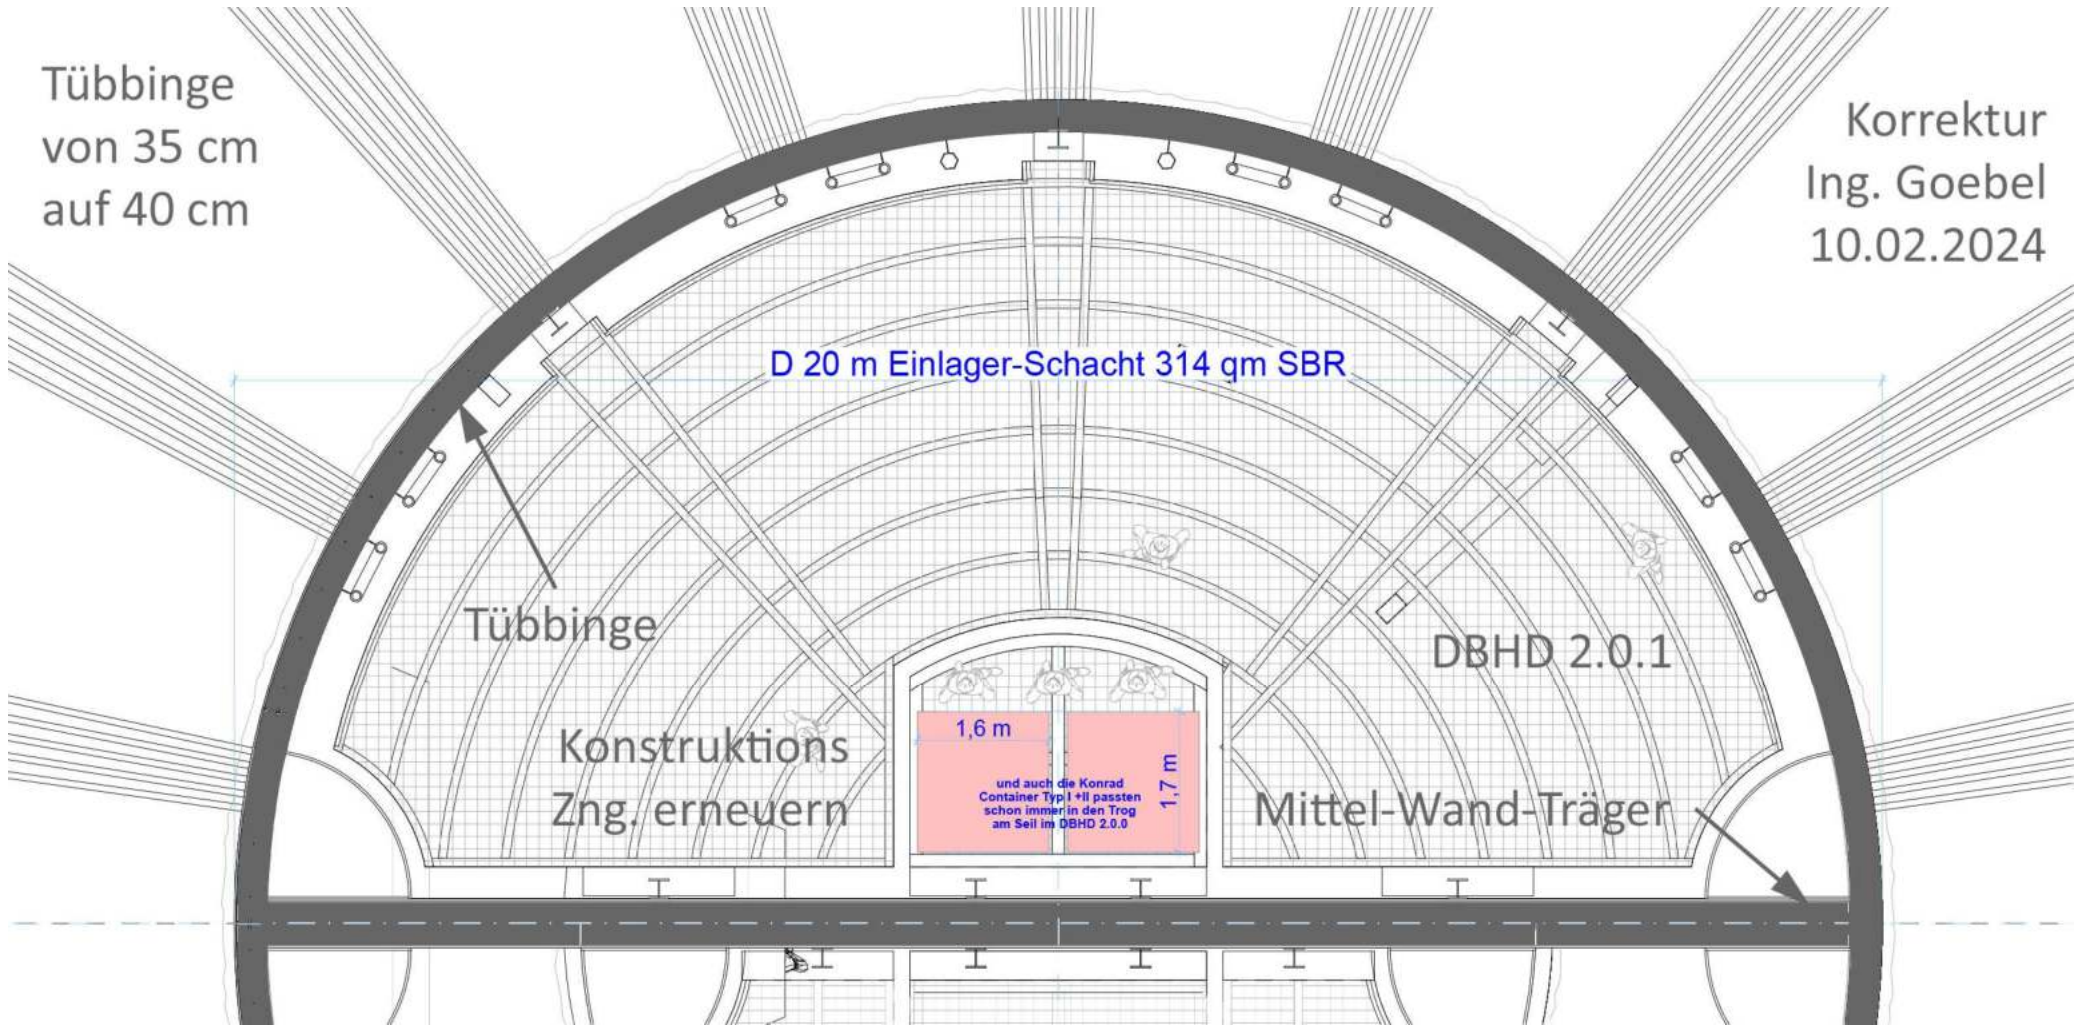 Tübbinge
von 35 cm
auf 40 cm
Korrektur
Ing. Goebel
10.02.2024
D 20 m Einlager-Schacht 314 qm SBR
Tübbinge
DBHD 2.0.1
Konstruktions
Zng. erneuern
1,6 m
1,7 m
und auch die Konrad
Container Typ I +II passten
schon immer in den Trog
am Seil im DBHD 2.0.0
Mittel-Wand-Träger